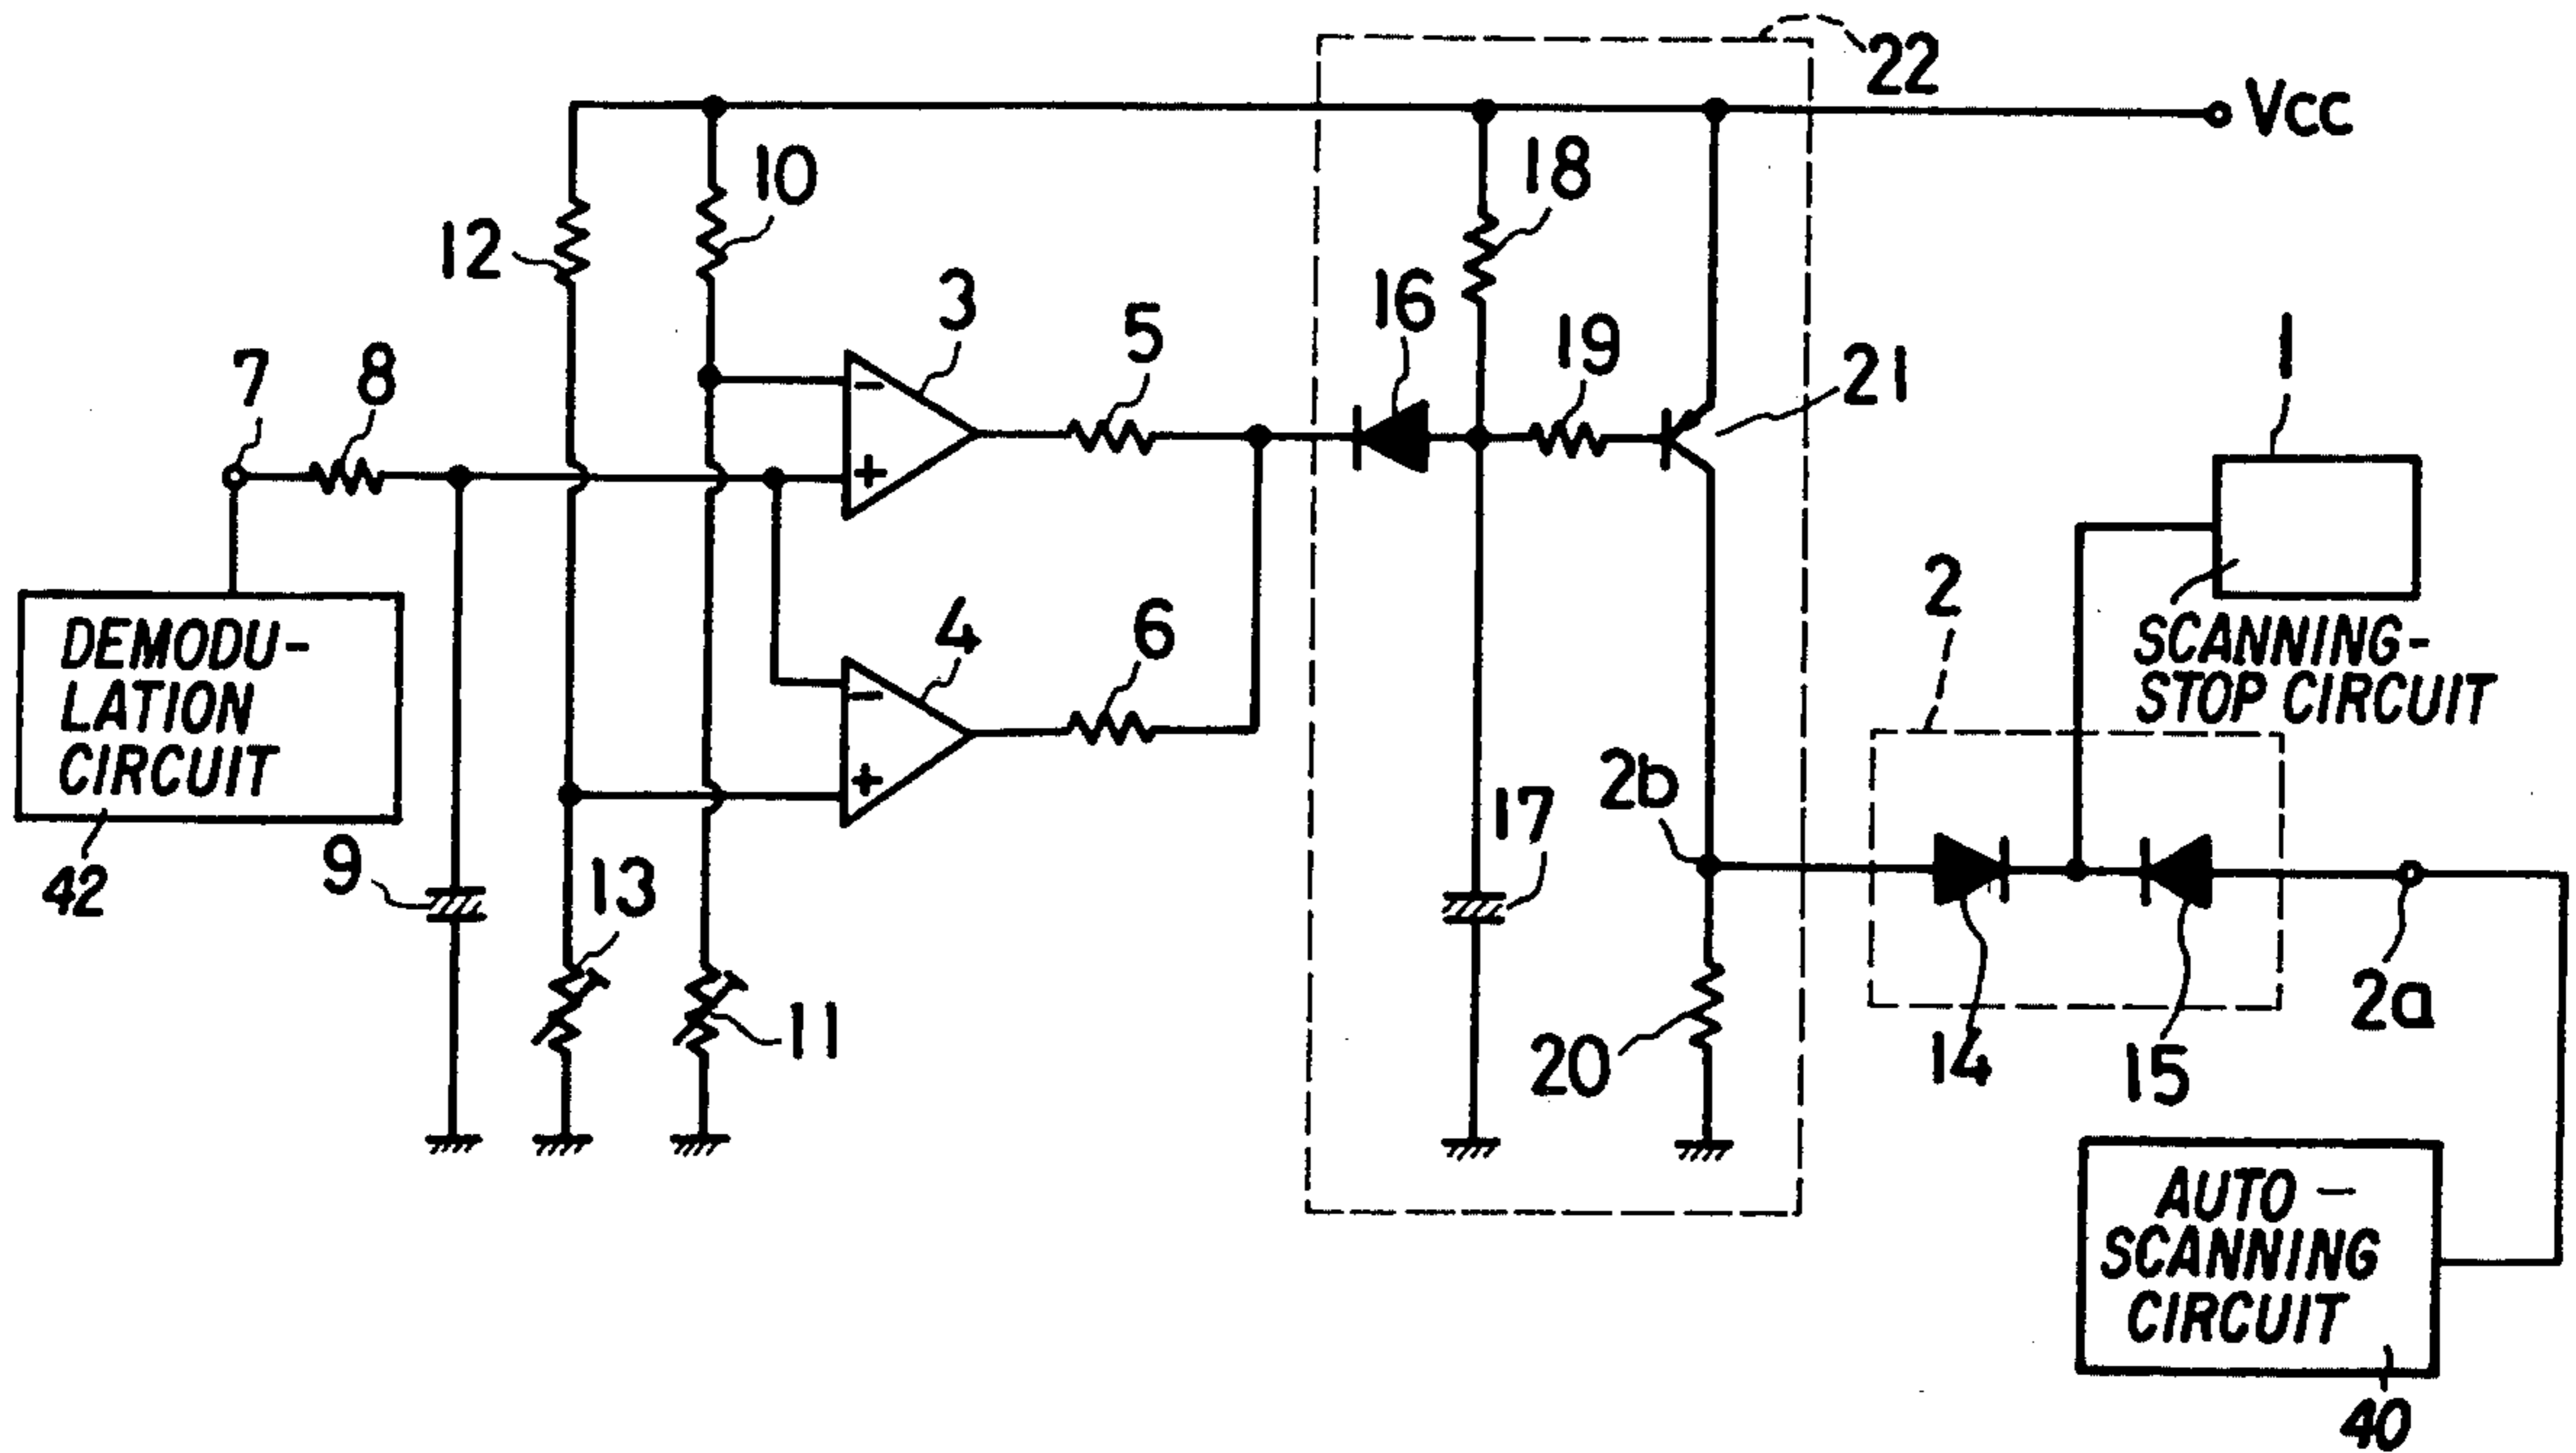 22
Vcc
10
18
12
3
16
5
19
1
7
8
21
2
4
6
SCANNING-
STOP CIRCUIT
DEMODU-
LATION
CIRCUIT
2b
17
9
13
42
11
20
14
15
2a
AUTO-
SCANNING
CIRCUIT
40